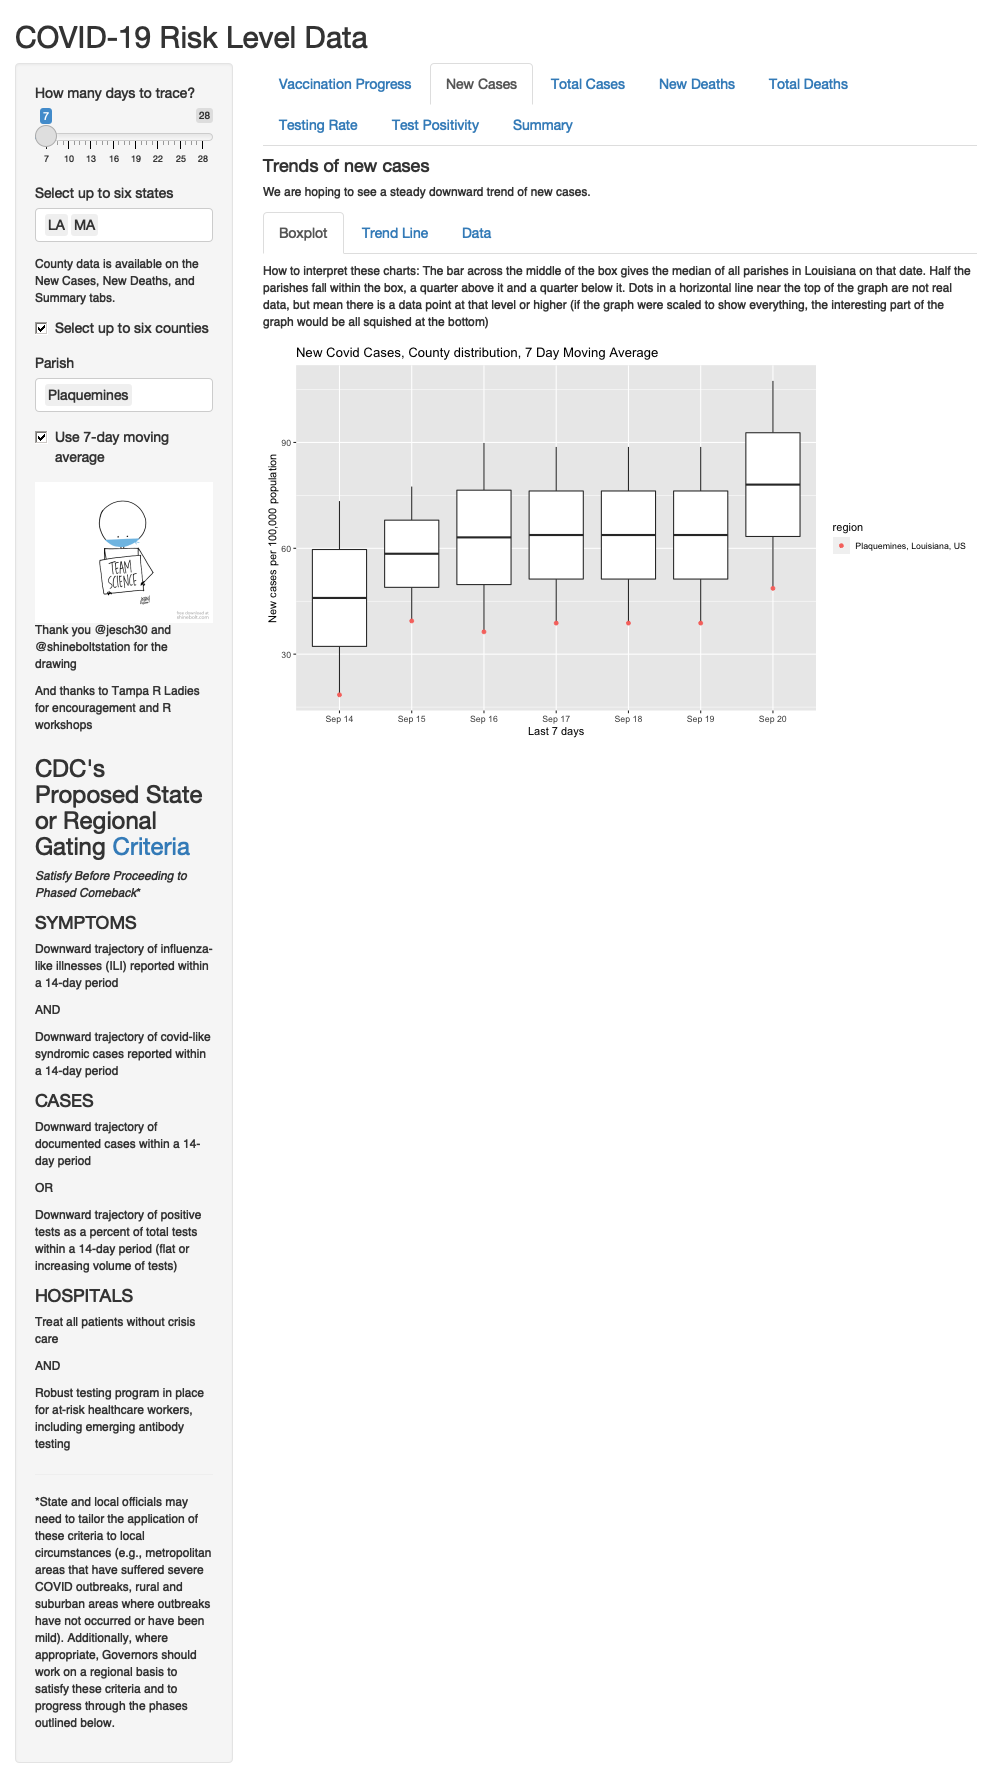 COVID-19 Risk Level Data
How many days to trace?
7
28
7 10 13 16 19 22 25 28
Select up to six states
LA MA
County data is available on the
New Cases, New Deaths, and
Summary tabs.
Select up to six counties
Parish
Plaquemines
Use 7-day moving
average
TEAM
SCIENCE
Thank you @jesch30 and
@shineboltstation for the
drawing
And thanks to Tampa R Ladies
for encouragement and R
workshops
CDC's
Proposed State
or Regional
Gating Criteria
Satisfy Before Proceeding to
Phased Comeback*
SYMPTOMS
Downward trajectory of influenza-
like illnesses (ILI) reported within
a 14-day period
AND
Downward trajectory of covid-like
syndromic cases reported within
a 14-day period
CASES
Downward trajectory of
documented cases within a 14-
day period
OR
Downward trajectory of positive
tests as a percent of total tests
within a 14-day period (flat or
increasing volume of tests)
HOSPITALS
Treat all patients without crisis
care
AND
Robust testing program in place
for at-risk healthcare workers,
including emerging antibody
testing
*State and local officials may
need to tailor the application of
these criteria to local
circumstances (e.g., metropolitan
areas that have suffered severe
COVID outbreaks, rural and
suburban areas where outbreaks
have not occurred or have been
mild). Additionally, where
appropriate, Governors should
work on a regional basis to
satisfy these criteria and to
progress through the phases
outlined below.
Vaccination Progress New Cases Total Cases New Deaths Total Deaths
Testing Rate Test Positivity Summary
Trends of new cases
We are hoping to see a steady downward trend of new cases.
Boxplot Trend Line Data
How to interpret these charts: The bar across the middle of the box gives the median of all parishes in Louisiana on that date. Half the
parishes fall within the box, a quarter above it and a quarter below it. Dots in a horizontal line near the top of the graph are not real
data, but mean there is a data point at that level or higher (if the graph were scaled to show everything, the interesting part of the
graph would be all squished at the bottom)
New Covid Cases, County distribution, 7 Day Moving Average
New cases per 100,000 population
90
60
30
Sep 14 Sep 15 Sep 16 Sep 17 Sep 18 Sep 19 Sep 20
Last 7 days
region
Plaquemines, Louisiana, US